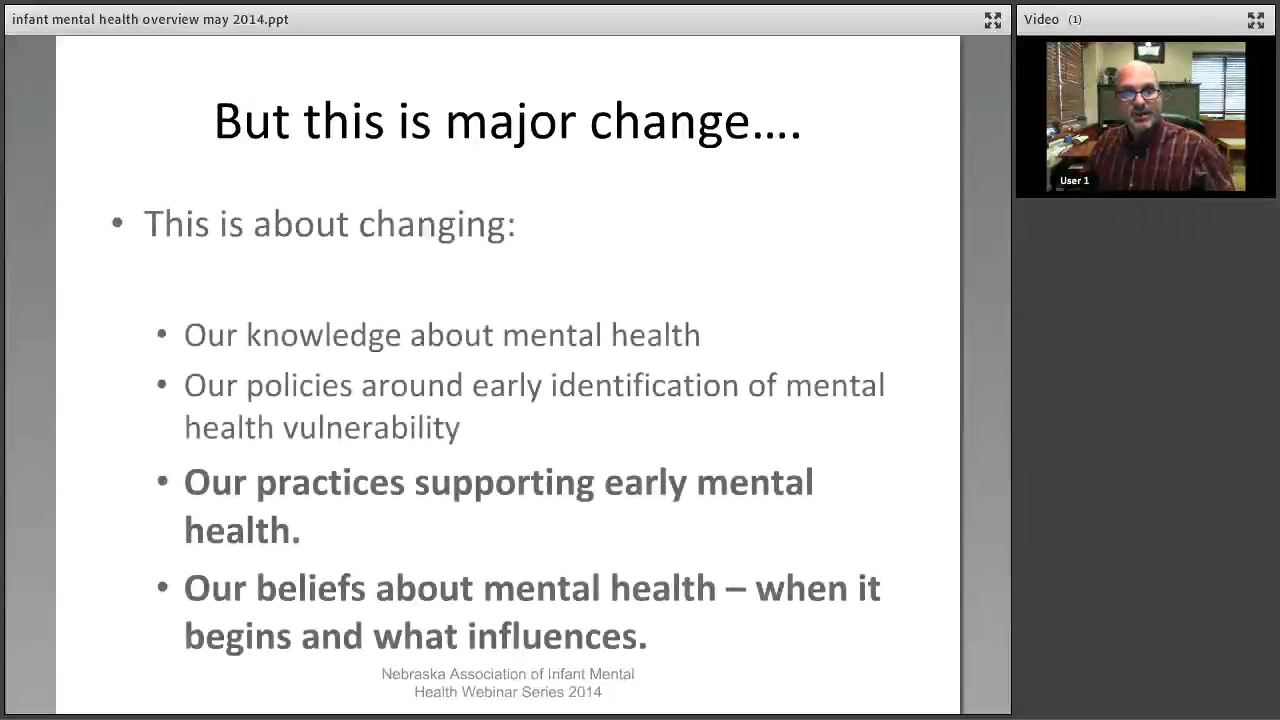 infant mental health overview may 2014.ppt
Video (1)
User 1
But this is major change....
• This is about changing:
• Our knowledge about mental health
• Our policies around early identification of mental
health vulnerability
• Our practices supporting early mental
health.
• Our beliefs about mental health – when it
begins and what influences.
Nebraska Association of Infant Mental
Health Webinar Series 2014